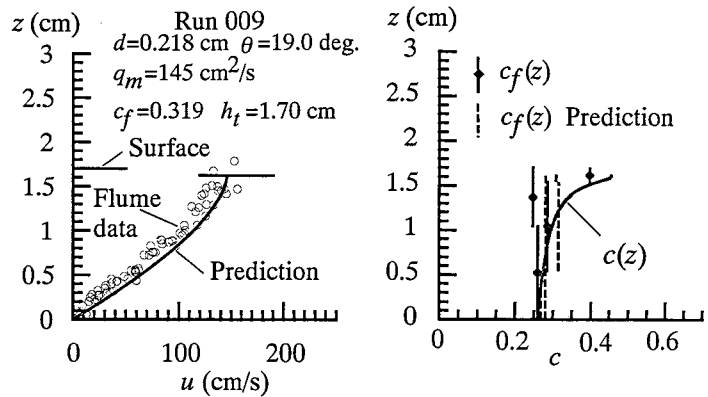 z (cm)
Run 009
d=0.218 cm θ=19.0 deg.
q_m=145 cm²/s
c_f=0.319 h_t=1.70 cm
3
2.5
2
1.5
1
0.5
0
Surface
Flume
data
Prediction
0
100
200
u (cm/s)
z (cm)
3
2.5
2
1.5
1
0.5
0
c_f(z)
c_f(z) Prediction
c(z)
0
0.2
0.4
0.6
c